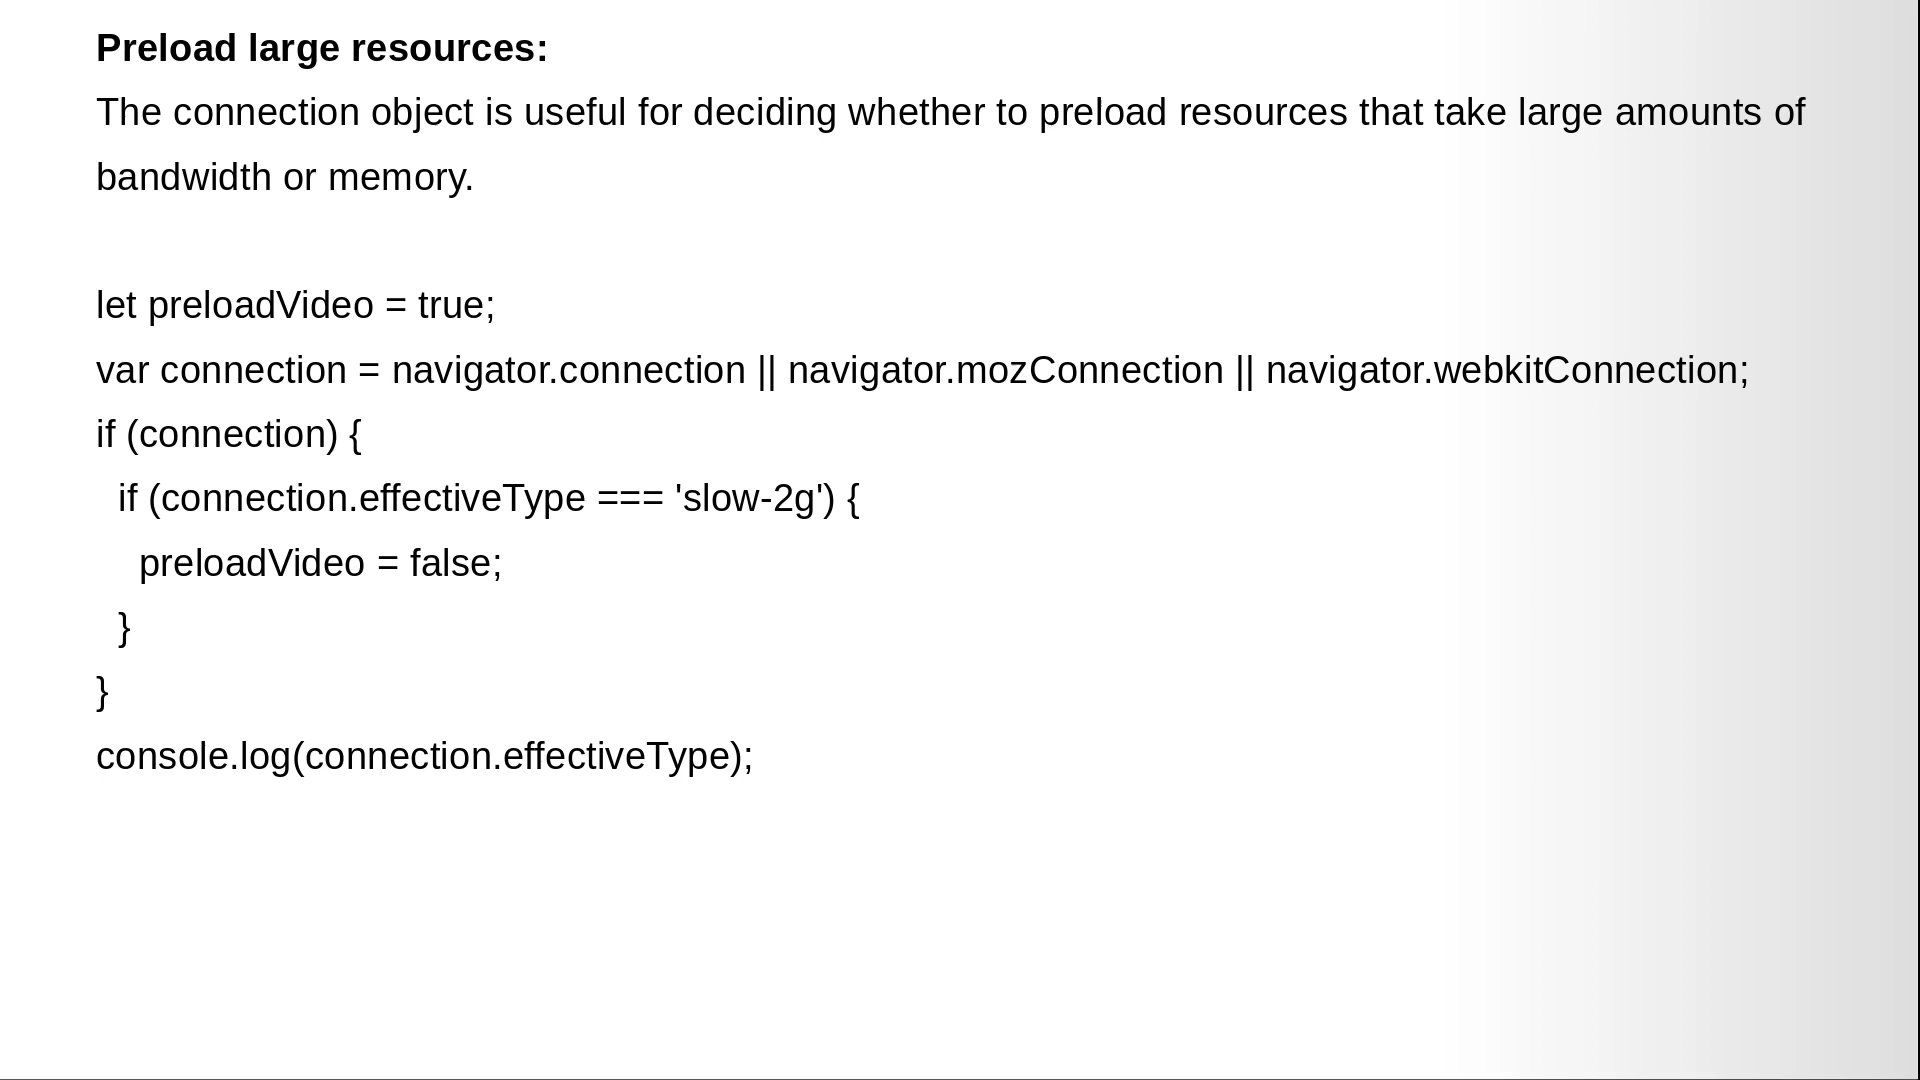 Preload large resources:
The connection object is useful for deciding whether to preload resources that take large amounts of
bandwidth or memory.
let preloadVideo = true;
var connection = navigator.connection || navigator.mozConnection || navigator.webkitConnection;
if (connection) {
  if (connection.effectiveType === 'slow-2g') {
    preloadVideo = false;
  }
}
console.log(connection.effectiveType);